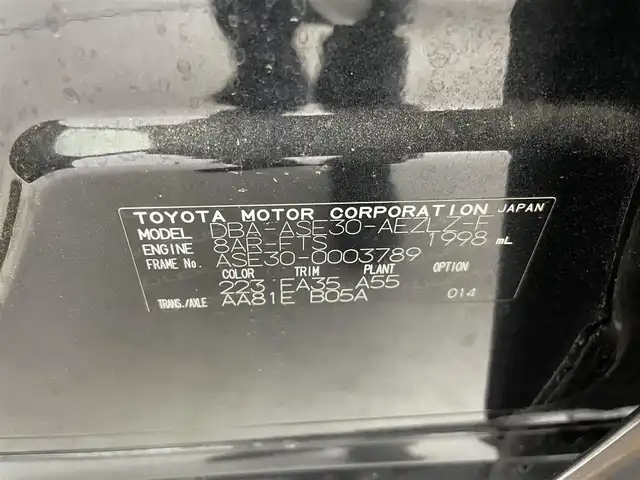 TOYOTA MOTOR CORPORATION JAPAN
MODEL DBA-ASE30-AEZLZ-F
ENGINE 8AR-FTS 1998 mL
FRAME No. ASE30-0003789
COLOR TRIM PLANT OPTION
223 EA35 A55
TRANS./AXLE AA81E B05A 014